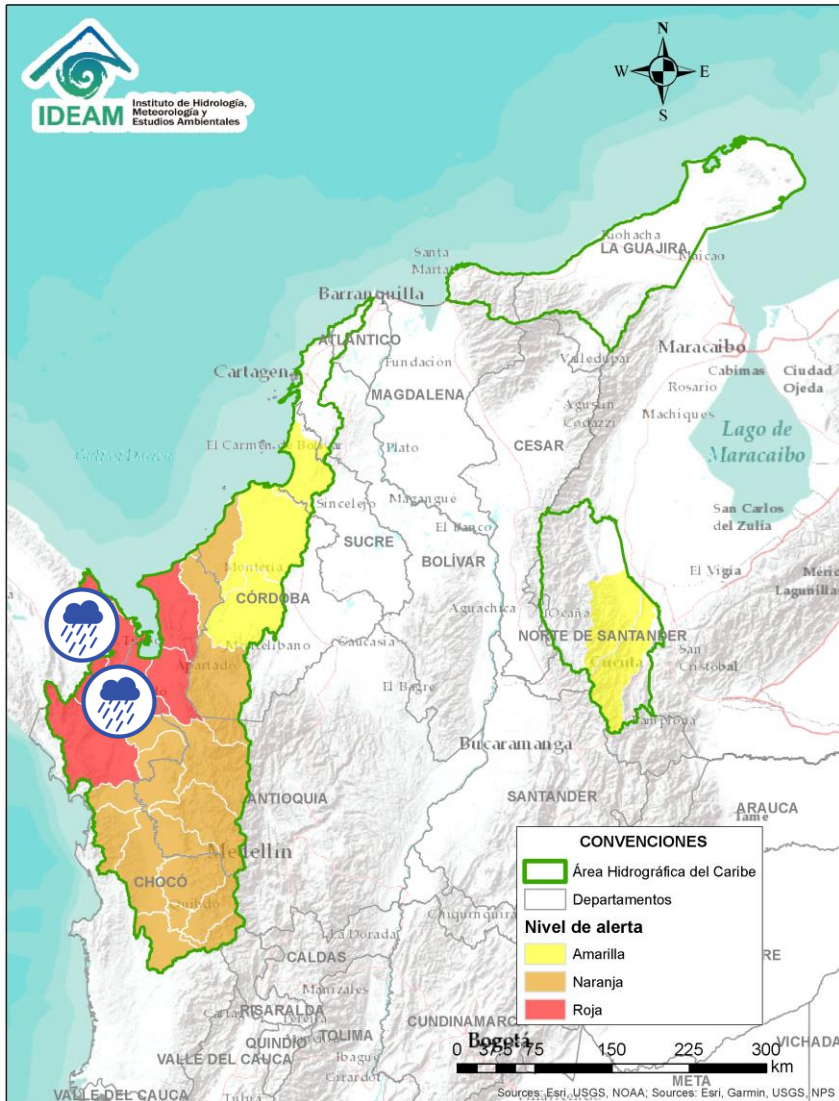 IDEAM
Instituto de Hidrología,
Meteorología y
Estudios Ambientales
N
W
E
S
Riohacha
LA GUAJIRA
Maicao
Santa
Marta
Barranquilla
ATLÁNTICO
Cartagena
Fundación
Valledupar
Maracaibo
Cabimas
Ciudad
Ojeda
Rosario
MAGDALENA
Agustín
Codazzi
Machiques
El Carmen de Bolívar
Plato
CESAR
Lago de
Maracaibo
Sincelejo
Magangué
San Carlos
del Zulia
El Banco
SUCRE
Montería
BOLÍVAR
El Vigía
Lagunillas
CÓRDOBA
Aguachica
Ocaña
Montelíbano
Caucasia
NORTE DE SANTANDER
Apartadó
Cúcuta
San
Cristóbal
El Bagre
Pamplona
Bucaramanga
ANTIOQUIA
SANTANDER
ARAUCA
Tame
Medellín
CHOCÓ
Quibdó
CONVENCIONES
Área Hidrográfica del Caribe
Departamentos
Nivel de alerta
Amarilla
Naranja
Roja
Chiquinquirá
La Dorada
CALDAS
Manizales
RISARALDA
CUNDINAMARC
QUINDÍO
TOLIMA
Bogotá
VICHADA
VALLE DEL CAUCA
Ibagué
Girardot
0 37.5 75 150 225 300
km
META
VALLE DEL CAUCA
Tuluá
Sources: Esri, USGS, NOAA; Sources: Esri, Garmin, USGS, NPS